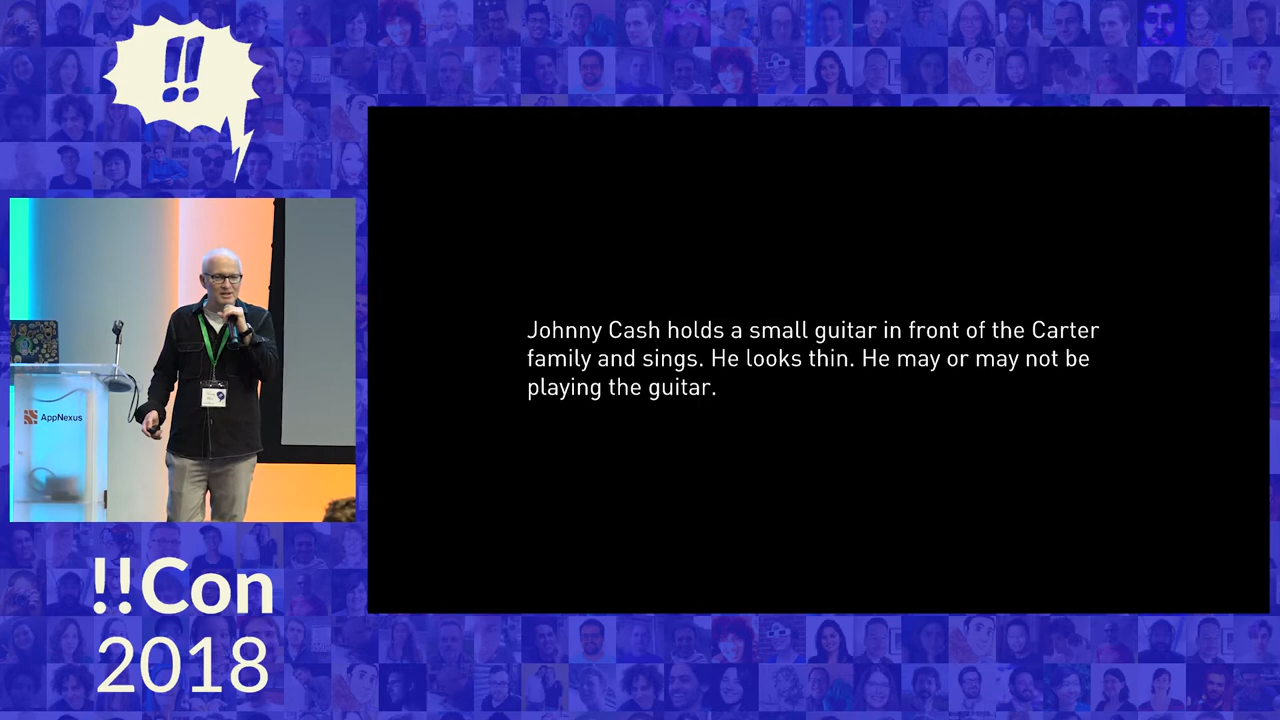 !!
Johnny Cash holds a small guitar in front of the Carter
family and sings. He looks thin. He may or may not be
playing the guitar.
AppNexus
!!Con
2018